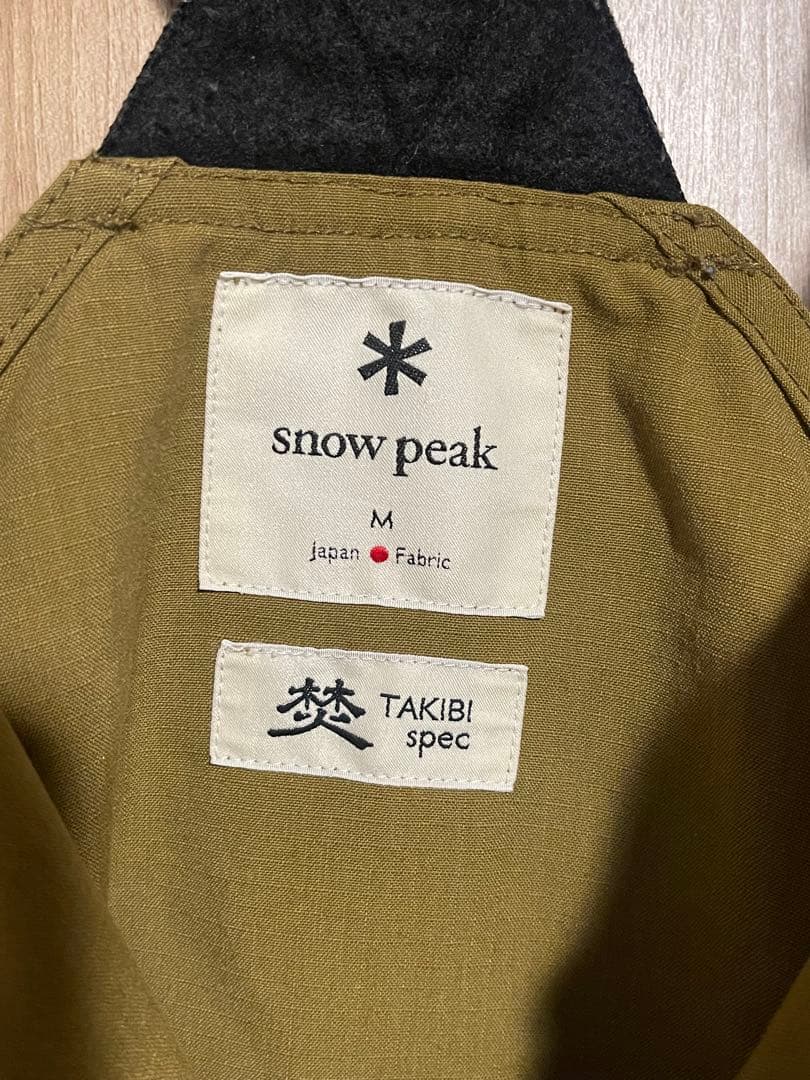 snow peak
M
Japan Fabric
焚 TAKIBI
spec